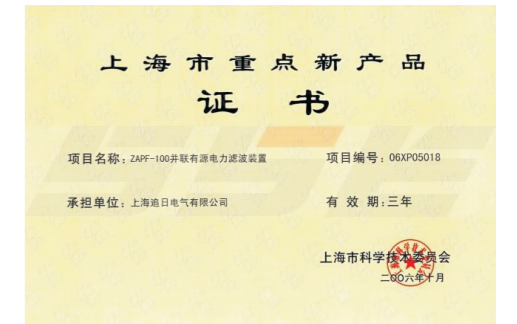 上海市重点新产品
证书
项目名称：ZAPF-100并联有源电力滤波装置
项目编号：06XP05018
承担单位：上海追日电气有限公司
有 效 期：三年
上海市科学技术委员会
二〇〇六年十月